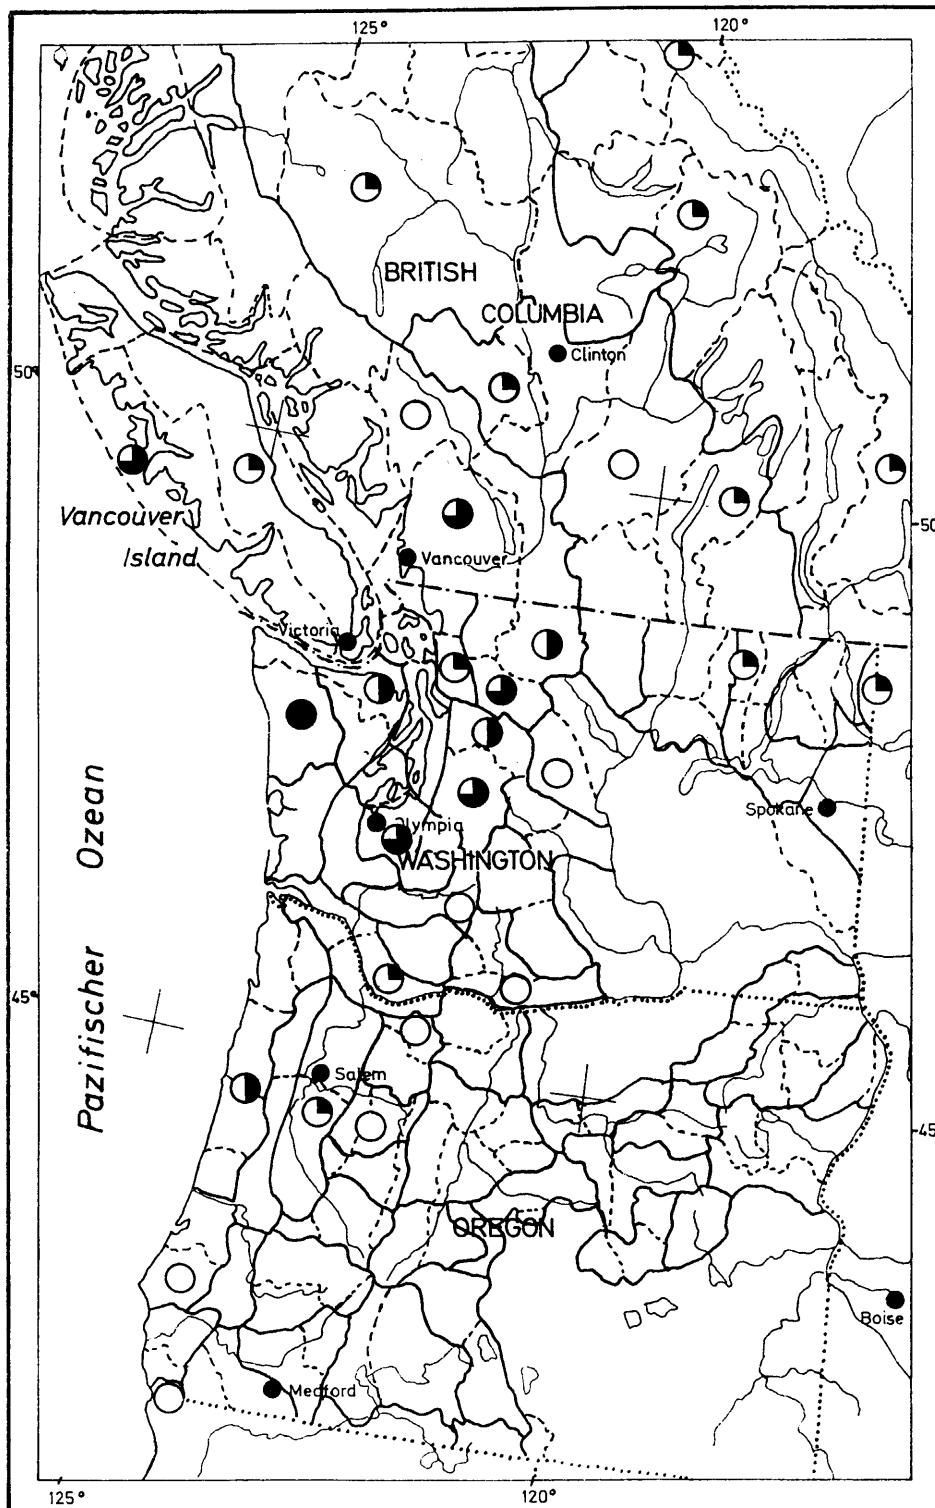 125°
120°
BRITISH
COLUMBIA
Clinton
50°
Vancouver
Island
50
Vancouver
Victoria
Ozean
Spokane
Olympia
WASHINGTON
45°
Pazifischer
Salem
45°
OREGON
Boise
Medford
125°
120°